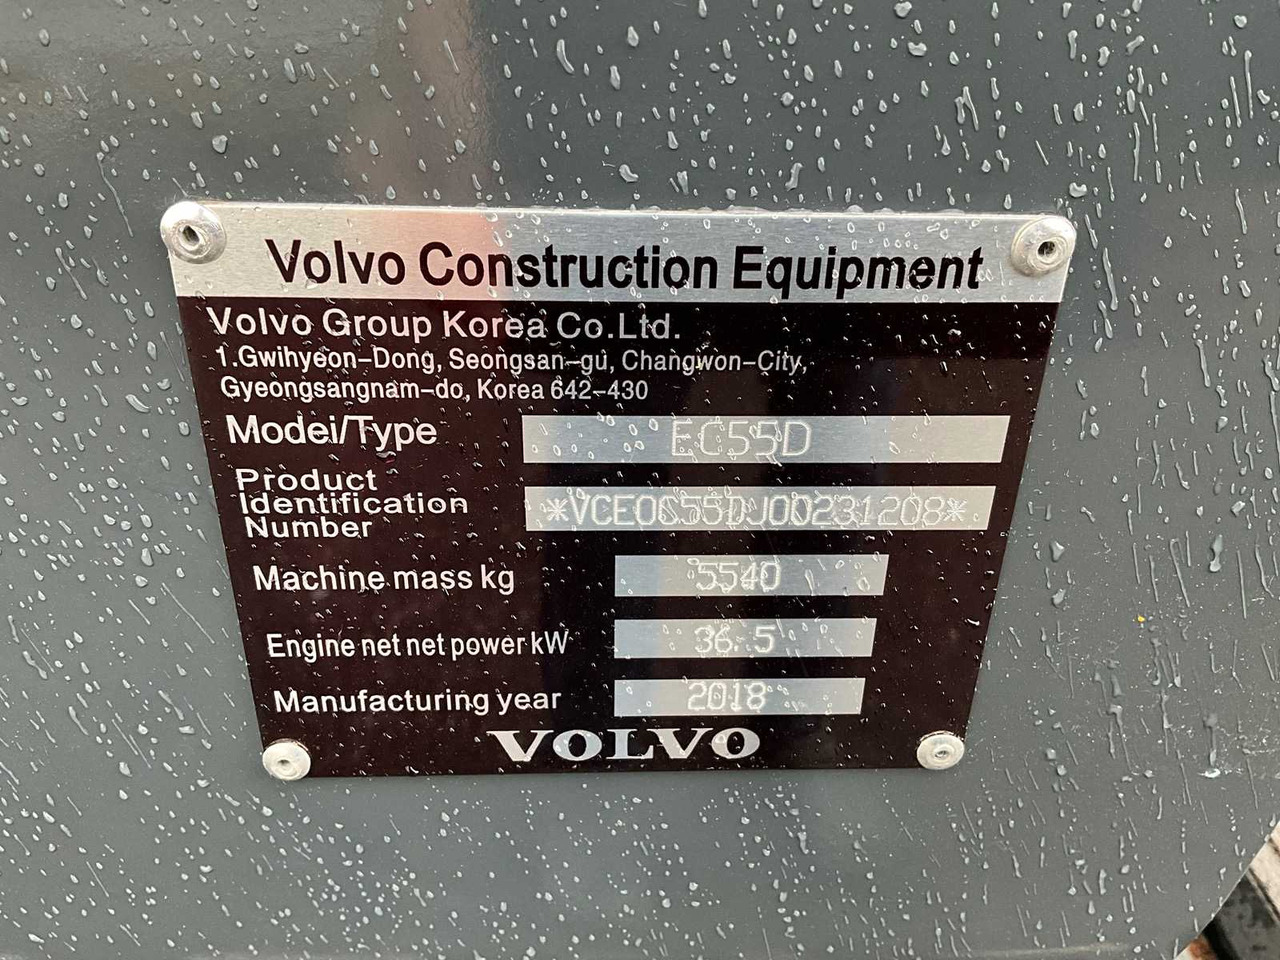 Volvo Construction Equipment
Volvo Group Korea Co.Ltd.
1.Gwihyeon-Dong, Seongsan-gu, Changwon-City,
Gyeongsangnam-do, Korea 642-430
Modei/Type EC55D
Product
Identification
Number
*VCE0C55DJ00231208*
Machine mass kg 5540
Engine net net power kW 36.5
Manufacturing year 2018
VOLVO